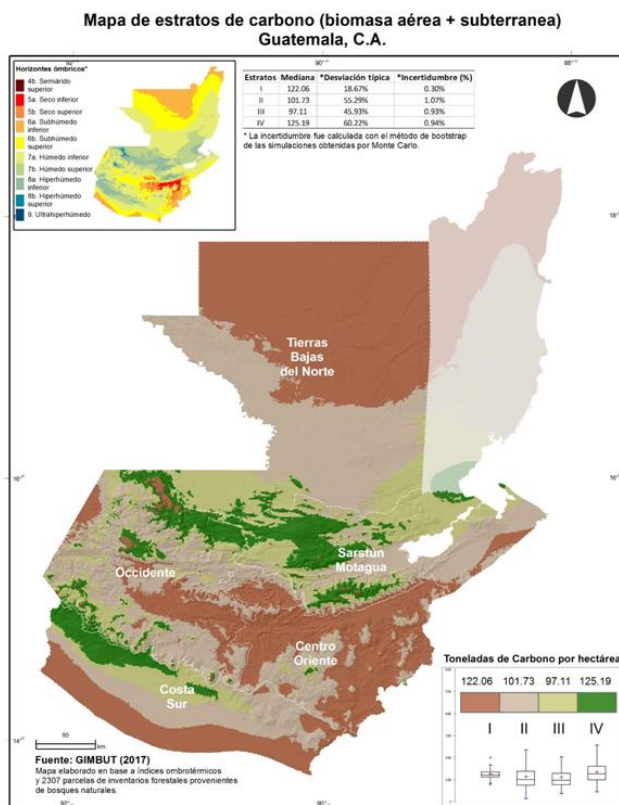 Mapa de estratos de carbono (biomasa aérea + subterranea)
Guatemala, C.A.
Horizontes ómbricos*
4b. Semiárido
superior
5a. Seco inferior
5b. Seco superior
6a. Subhúmedo
inferior
6b. Subhúmedo
superior
7a. Húmedo inferior
7b. Húmedo superior
8a. Hiperhúmedo
inferior
8b. Hiperhúmedo
superior
9. Ultrahiperhúmedo
Estratos Mediana *Desviación típica *Incertidumbre (%)
I 122.06 18.67% 0.30%
II 101.73 55.29% 1.07%
III 97.11 45.93% 0.93%
IV 125.19 60.22% 0.94%
* La incertidumbre fue calculada con el método de bootstrap
de las simulaciones obtenidas por Monte Carlo.
Tierras
Bajas
del Norte
Sarstun
Motagua
Occidente
Centro
Oriente
Costa
Sur
Toneladas de Carbono por hectárea
122.06 101.73 97.11 125.19
I II III IV
50
km.
Fuente: GIMBUT (2017)
Mapa elaborado en base a índices ombrotérmicos
y 2307 parcelas de inventarios forestales provenientes
de bosques naturales.